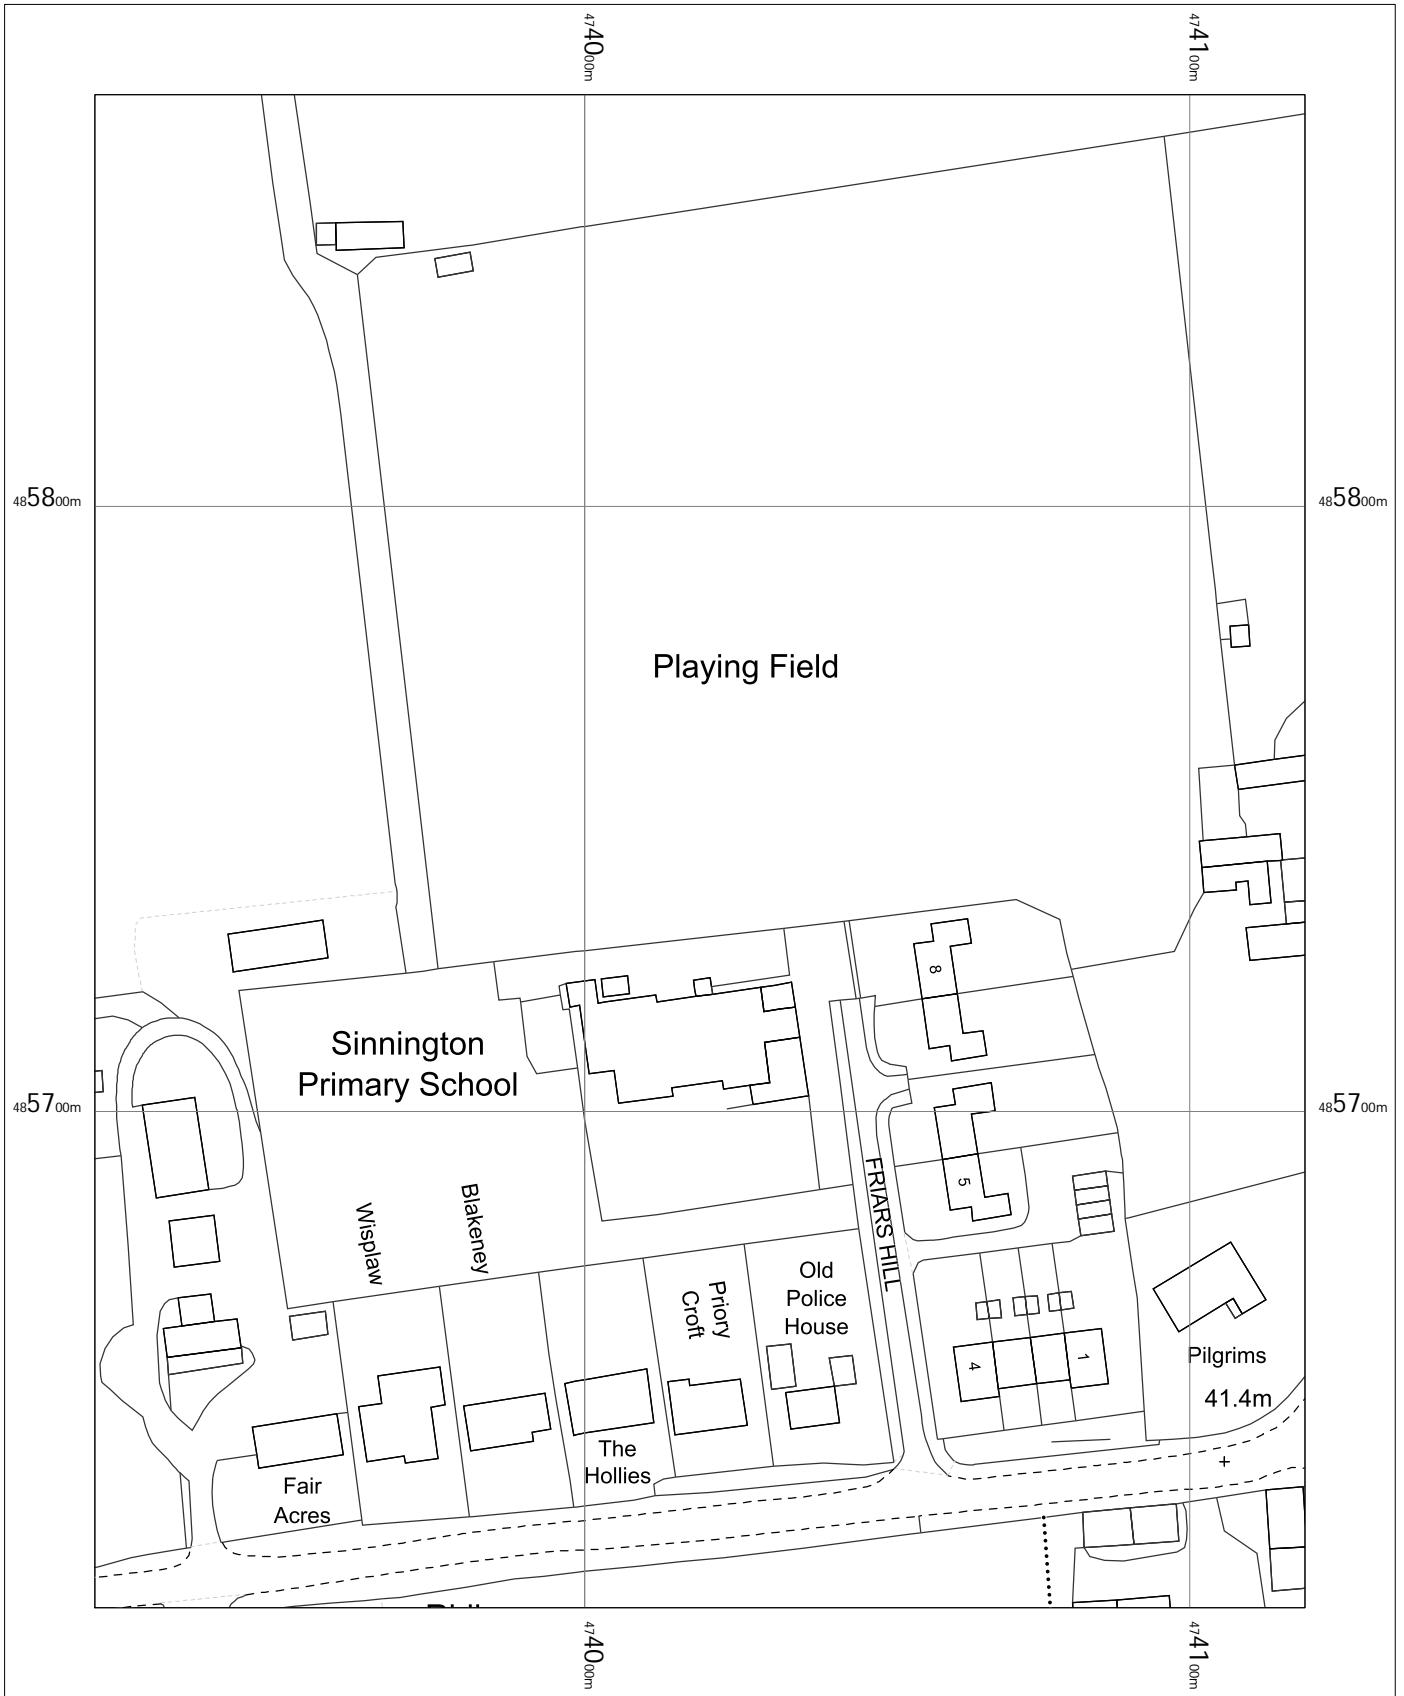 474000m
474100m
485800m
485800m
Playing Field
8
Sinnington
Primary School
485700m
485700m
FRIARS HILL
5
Blakeney
Wisplaw
Priory
Croft
Old
Police
House
4
1
Pilgrims
41.4m
The
Hollies
Fair
Acres
474000m
474100m